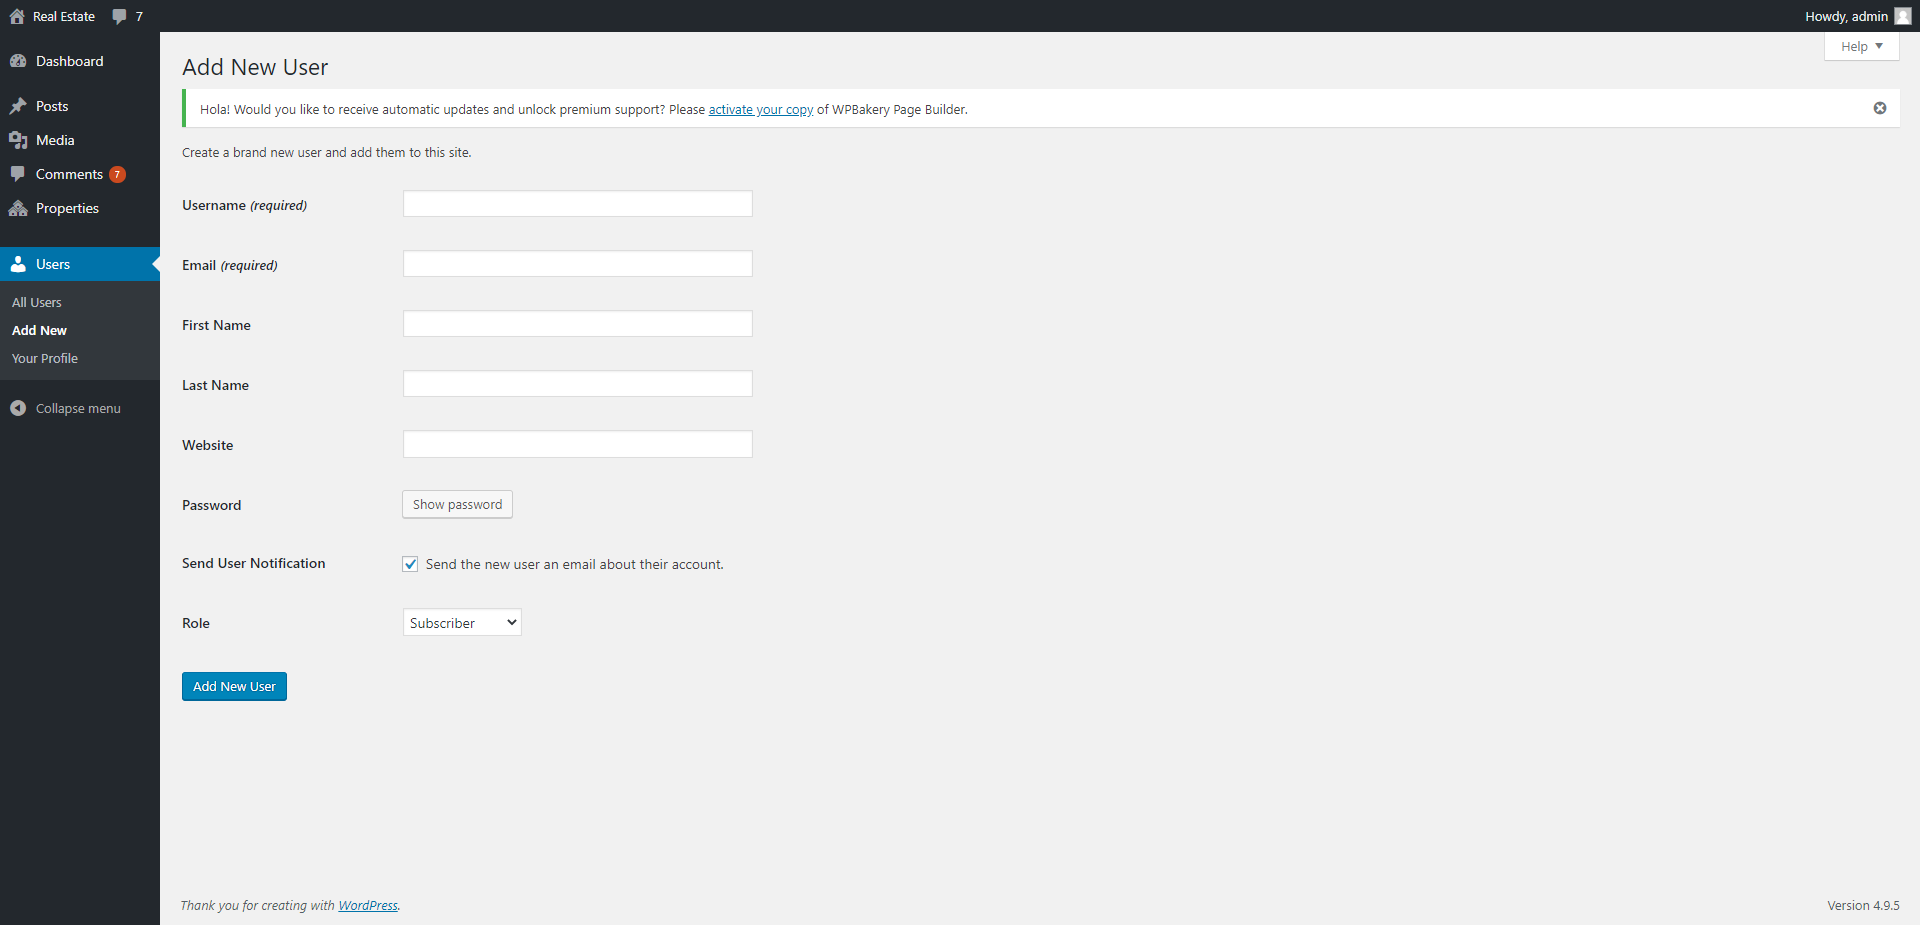 Real Estate 7 Howdy, admin
Help
Dashboard
Posts
Media
Comments 7
Properties
Users
All Users
Add New
Your Profile
Collapse menu
Add New User
Hola! Would you like to receive automatic updates and unlock premium support? Please activate your copy of WPBakery Page Builder.
Create a brand new user and add them to this site.
Username (required)
Email (required)
First Name
Last Name
Website
Password Show password
Send User Notification Send the new user an email about their account.
Role Subscriber
Add New User
Thank you for creating with WordPress. Version 4.9.5